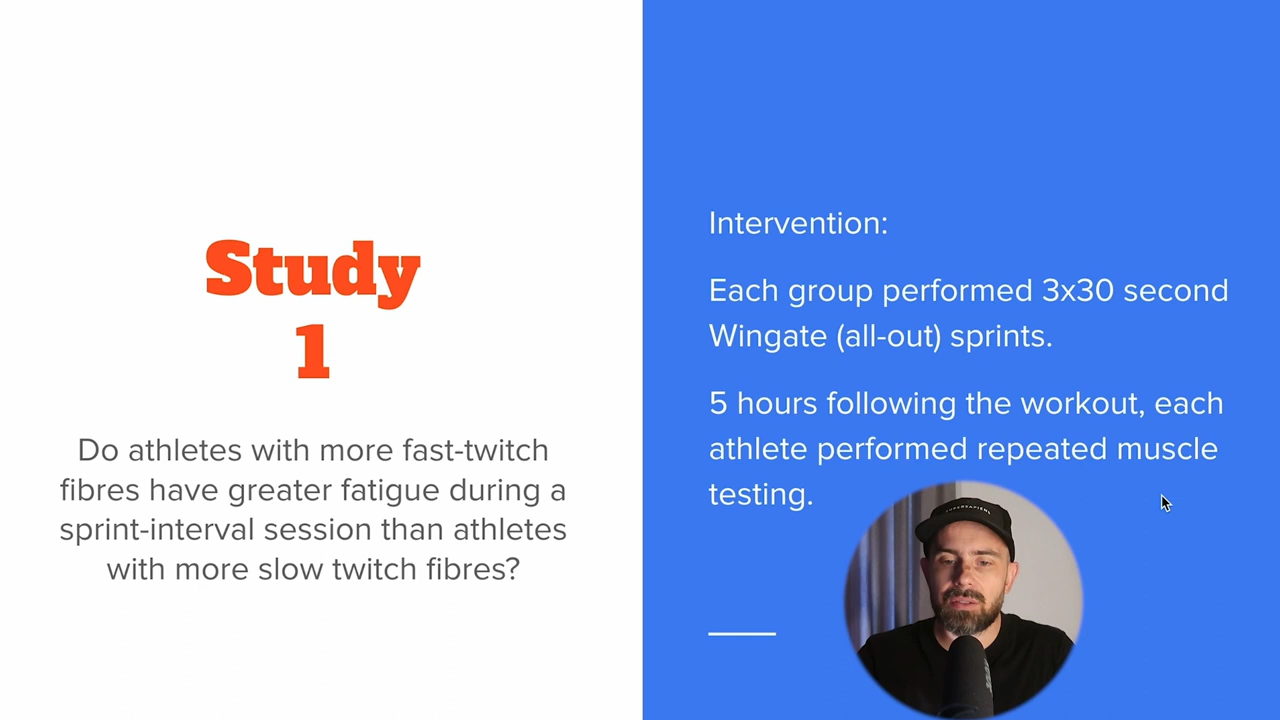 Study
1
Do athletes with more fast-twitch
fibres have greater fatigue during a
sprint-interval session than athletes
with more slow twitch fibres?
Intervention:
Each group performed 3x30 second
Wingate (all-out) sprints.
5 hours following the workout, each
athlete performed repeated muscle
testing.
SUPERSAPIENS